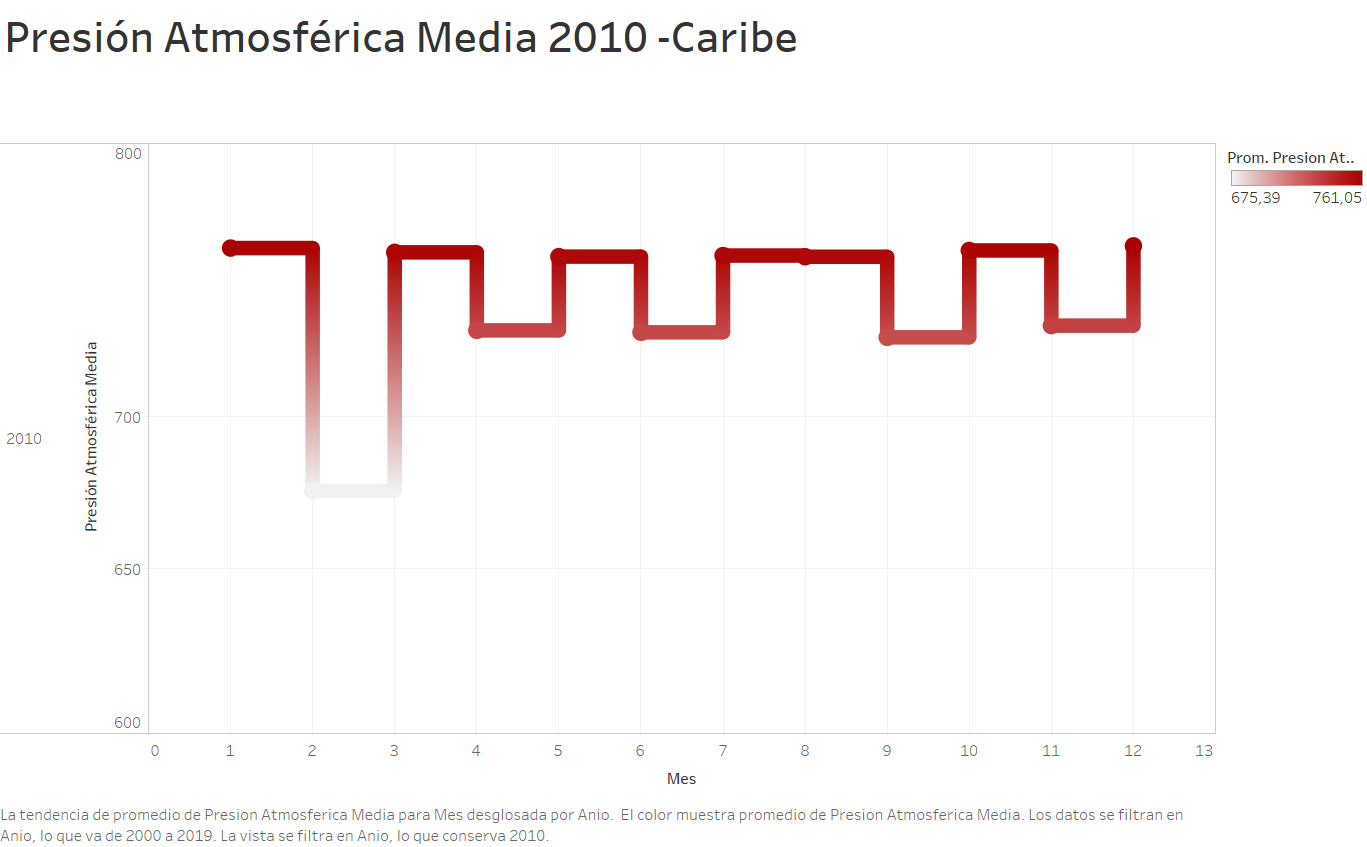 Presión Atmosférica Media 2010 -Caribe
Prom. Presion At..
675,39 761,05
800
700
650
600
2010
Presión Atmosférica Media
0 1 2 3 4 5 6 7 8 9 10 11 12 13
Mes
La tendencia de promedio de Presion Atmosferica Media para Mes desglosada por Anio.  El color muestra promedio de Presion Atmosferica Media. Los datos se filtran en
Anio, lo que va de 2000 a 2019. La vista se filtra en Anio, lo que conserva 2010.